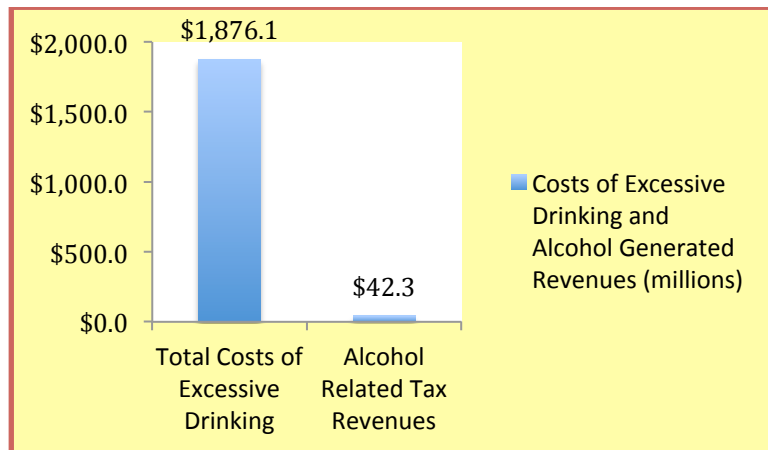 $1,876.1
$2,000.0
$1,500.0
$1,000.0
$500.0
$0.0
$42.3
Total Costs of
Excessive
Drinking
Alcohol
Related Tax
Revenues
Costs of Excessive
Drinking and
Alcohol Generated
Revenues (millions)